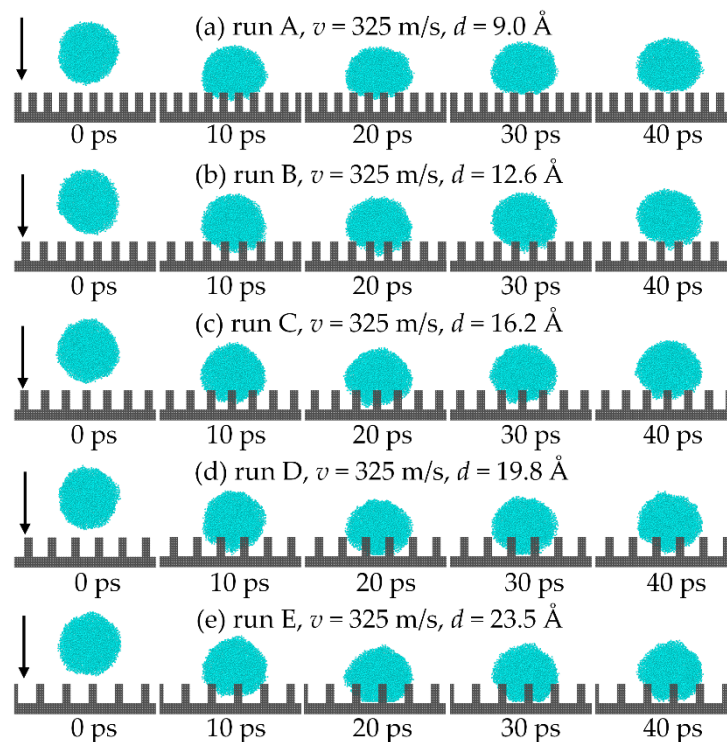 (a) run A, v = 325 m/s, d = 9.0 Å
0 ps 10 ps 20 ps 30 ps 40 ps
(b) run B, v = 325 m/s, d = 12.6 Å
0 ps 10 ps 20 ps 30 ps 40 ps
(c) run C, v = 325 m/s, d = 16.2 Å
0 ps 10 ps 20 ps 30 ps 40 ps
(d) run D, v = 325 m/s, d = 19.8 Å
0 ps 10 ps 20 ps 30 ps 40 ps
(e) run E, v = 325 m/s, d = 23.5 Å
0 ps 10 ps 20 ps 30 ps 40 ps